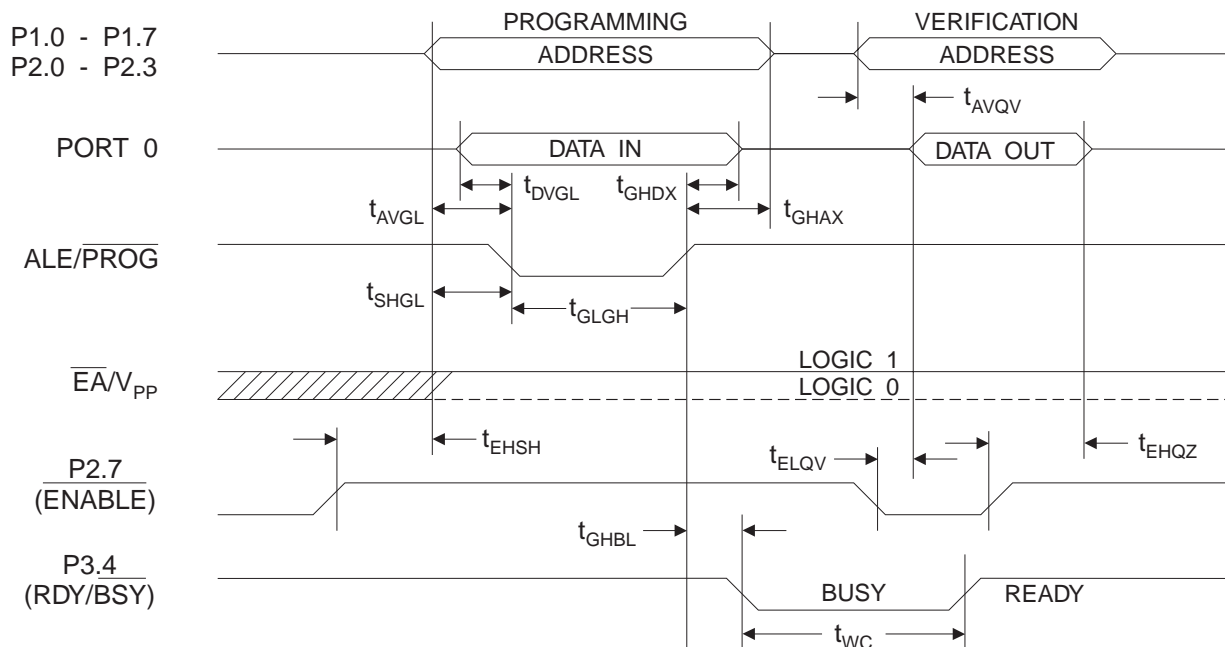 PROGRAMMING
VERIFICATION
P1.0 - P1.7
P2.0 - P2.3
ADDRESS
ADDRESS
tAVQV
PORT 0
DATA IN
DATA OUT
tDVGL
tGHDX
tAVGL
tGHAX
ALE/PROG
tSHGL
tGLGH
LOGIC 1
EA/VPP
LOGIC 0
tEHSH
tELQV
tEHQZ
P2.7
(ENABLE)
tGHBL
P3.4
(RDY/BSY)
BUSY
READY
tWC